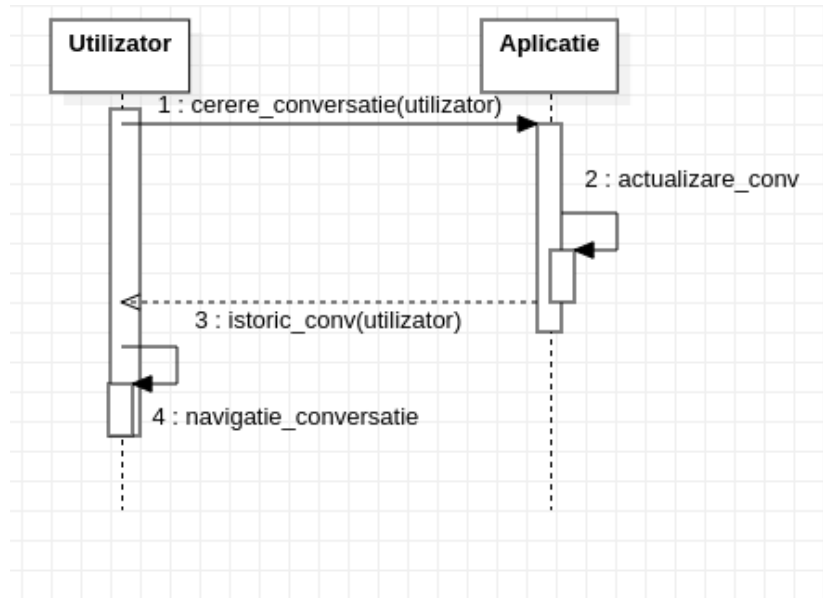 Utilizator
Aplicatie
1 : cerere_conversatie(utilizator)
2 : actualizare_conv
3 : istoric_conv(utilizator)
4 : navigatie_conversatie